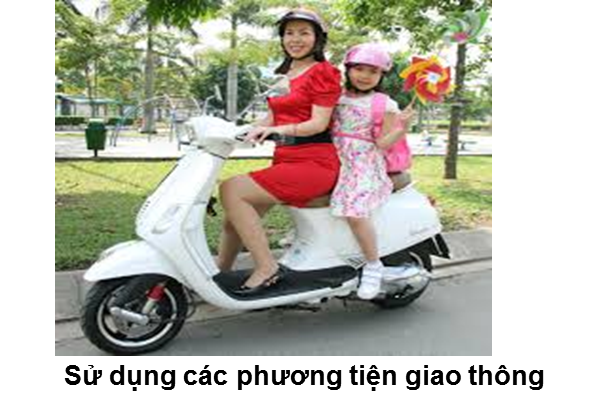 Sử dụng các phương tiện giao thông